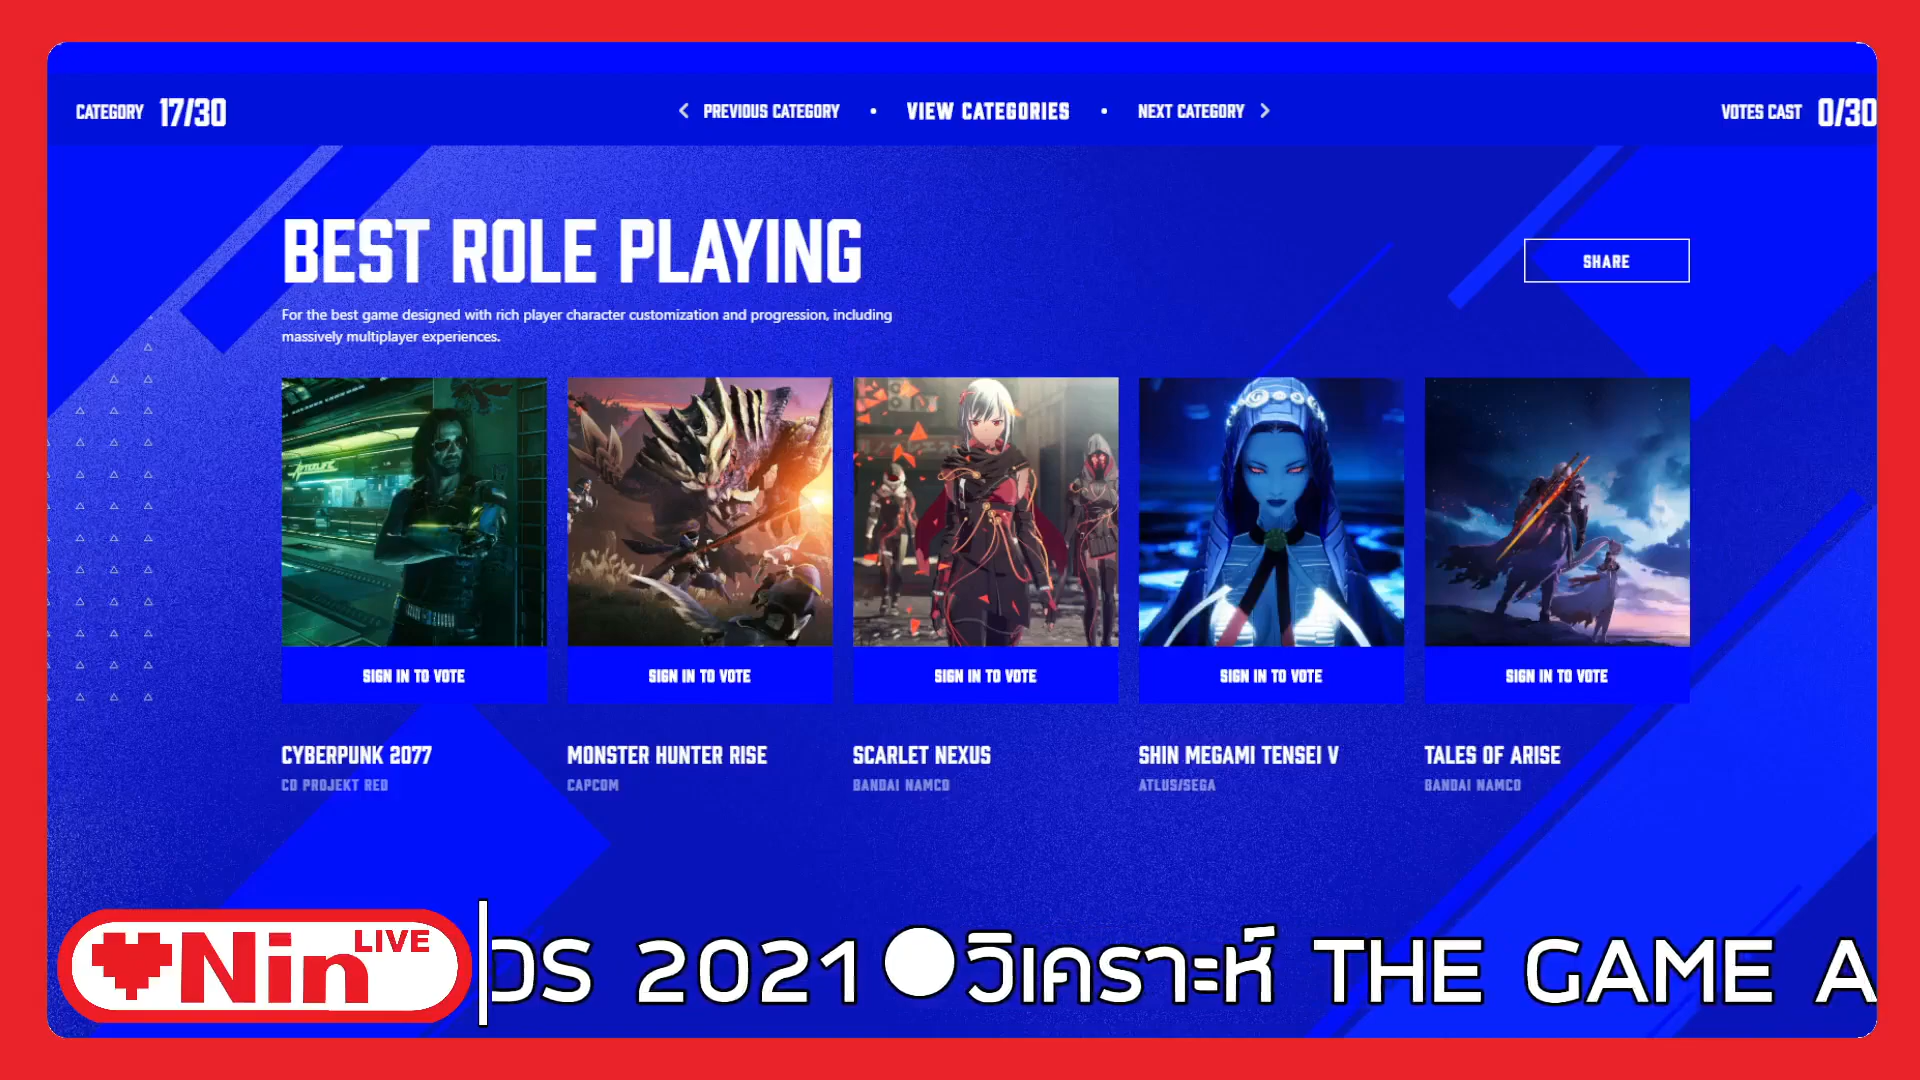 CATEGORY 17/30
PREVIOUS CATEGORY • VIEW CATEGORIES • NEXT CATEGORY
VOTES CAST 0/30
BEST ROLE PLAYING
SHARE
For the best game designed with rich player character customization and progression, including
massively multiplayer experiences.
AFTERLIFE
SIGN IN TO VOTE
SIGN IN TO VOTE
SIGN IN TO VOTE
SIGN IN TO VOTE
SIGN IN TO VOTE
CYBERPUNK 2077
CD PROJEKT RED
MONSTER HUNTER RISE
CAPCOM
SCARLET NEXUS
BANDAI NAMCO
SHIN MEGAMI TENSEI V
ATLUS/SEGA
TALES OF ARISE
BANDAI NAMCO
Nin LIVE
DS 2021 ●วิเคราะห์ THE GAME A